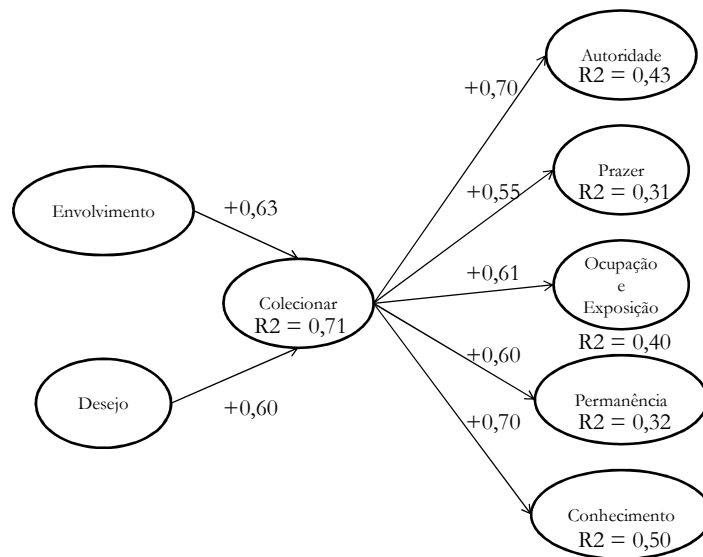 Autoridade
R2 = 0,43
+0,70
Prazer
R2 = 0,31
+0,55
Envolvimento
+0,63
Ocupação
e
Exposição
R2 = 0,40
+0,61
Colecionar
R2 = 0,71
+0,60
Permanência
R2 = 0,32
Desejo
+0,60
+0,70
Conhecimento
R2 = 0,50